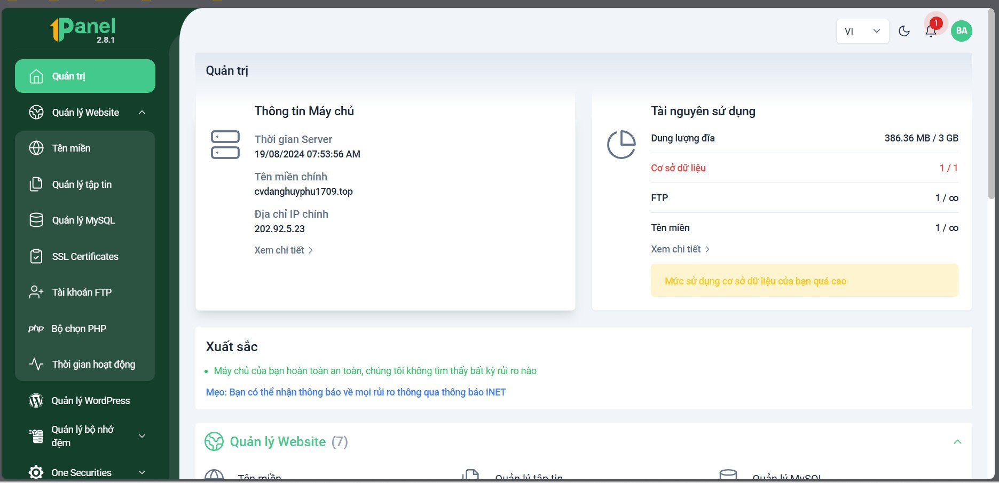 1Panel
2.8.1
Quản trị
Quản lý Website
Tên miền
Quản lý tập tin
Quản lý MySQL
SSL Certificates
Tài khoản FTP
php Bộ chọn PHP
Thời gian hoạt động
Quản lý WordPress
Quản lý bộ nhớ
đệm
One Securities
VI
1
BA
Quản trị
Thông tin Máy chủ
Thời gian Server
19/08/2024 07:53:56 AM
Tên miền chính
cvdanghuyphu1709.top
Địa chỉ IP chính
202.92.5.23
Xem chi tiết
Tài nguyên sử dụng
Dung lượng đĩa 386.36 MB / 3 GB
Cơ sở dữ liệu 1 / 1
FTP 1 / ∞
Tên miền 1 / ∞
Xem chi tiết
Mức sử dụng cơ sở dữ liệu của bạn quá cao
Xuất sắc
Máy chủ của bạn hoàn toàn an toàn, chúng tôi không tìm thấy bất kỳ rủi ro nào
Mẹo: Bạn có thể nhận thông báo về mọi rủi ro thông qua thông báo iNET
Quản lý Website (7)
Tên miền Quản lý tập tin Quản lý MySQL